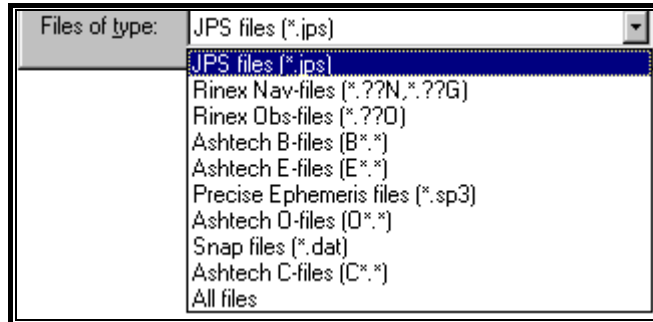 Files of type: JPS files (*.jps)
JPS files (*.jps)
Rinex Nav-files (*.??N,*.??G)
Rinex Obs-files (*.??O)
Ashtech B-files (B*.*)
Ashtech E-files (E*.*)
Precise Ephemeris files (*.sp3)
Ashtech O-files (O*.*)
Snap files (*.dat)
Ashtech C-files (C*.*)
All files